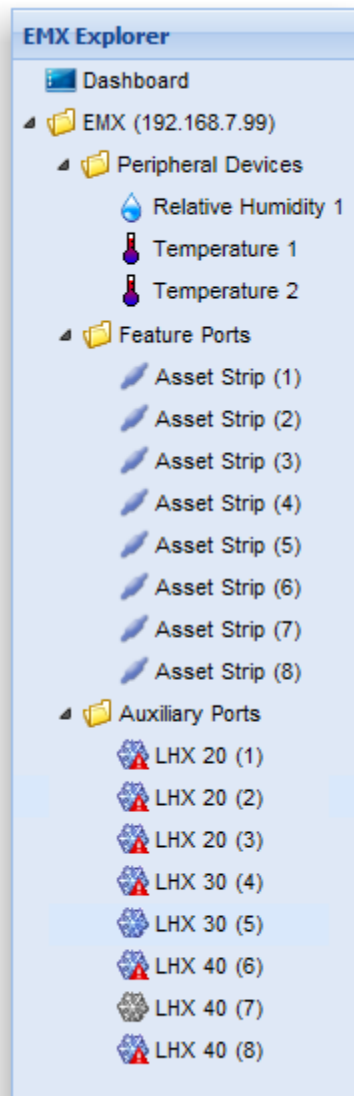 EMX Explorer
Dashboard
EMX (192.168.7.99)
Peripheral Devices
Relative Humidity 1
Temperature 1
Temperature 2
Feature Ports
Asset Strip (1)
Asset Strip (2)
Asset Strip (3)
Asset Strip (4)
Asset Strip (5)
Asset Strip (6)
Asset Strip (7)
Asset Strip (8)
Auxiliary Ports
LHX 20 (1)
LHX 20 (2)
LHX 20 (3)
LHX 30 (4)
LHX 30 (5)
LHX 40 (6)
LHX 40 (7)
LHX 40 (8)